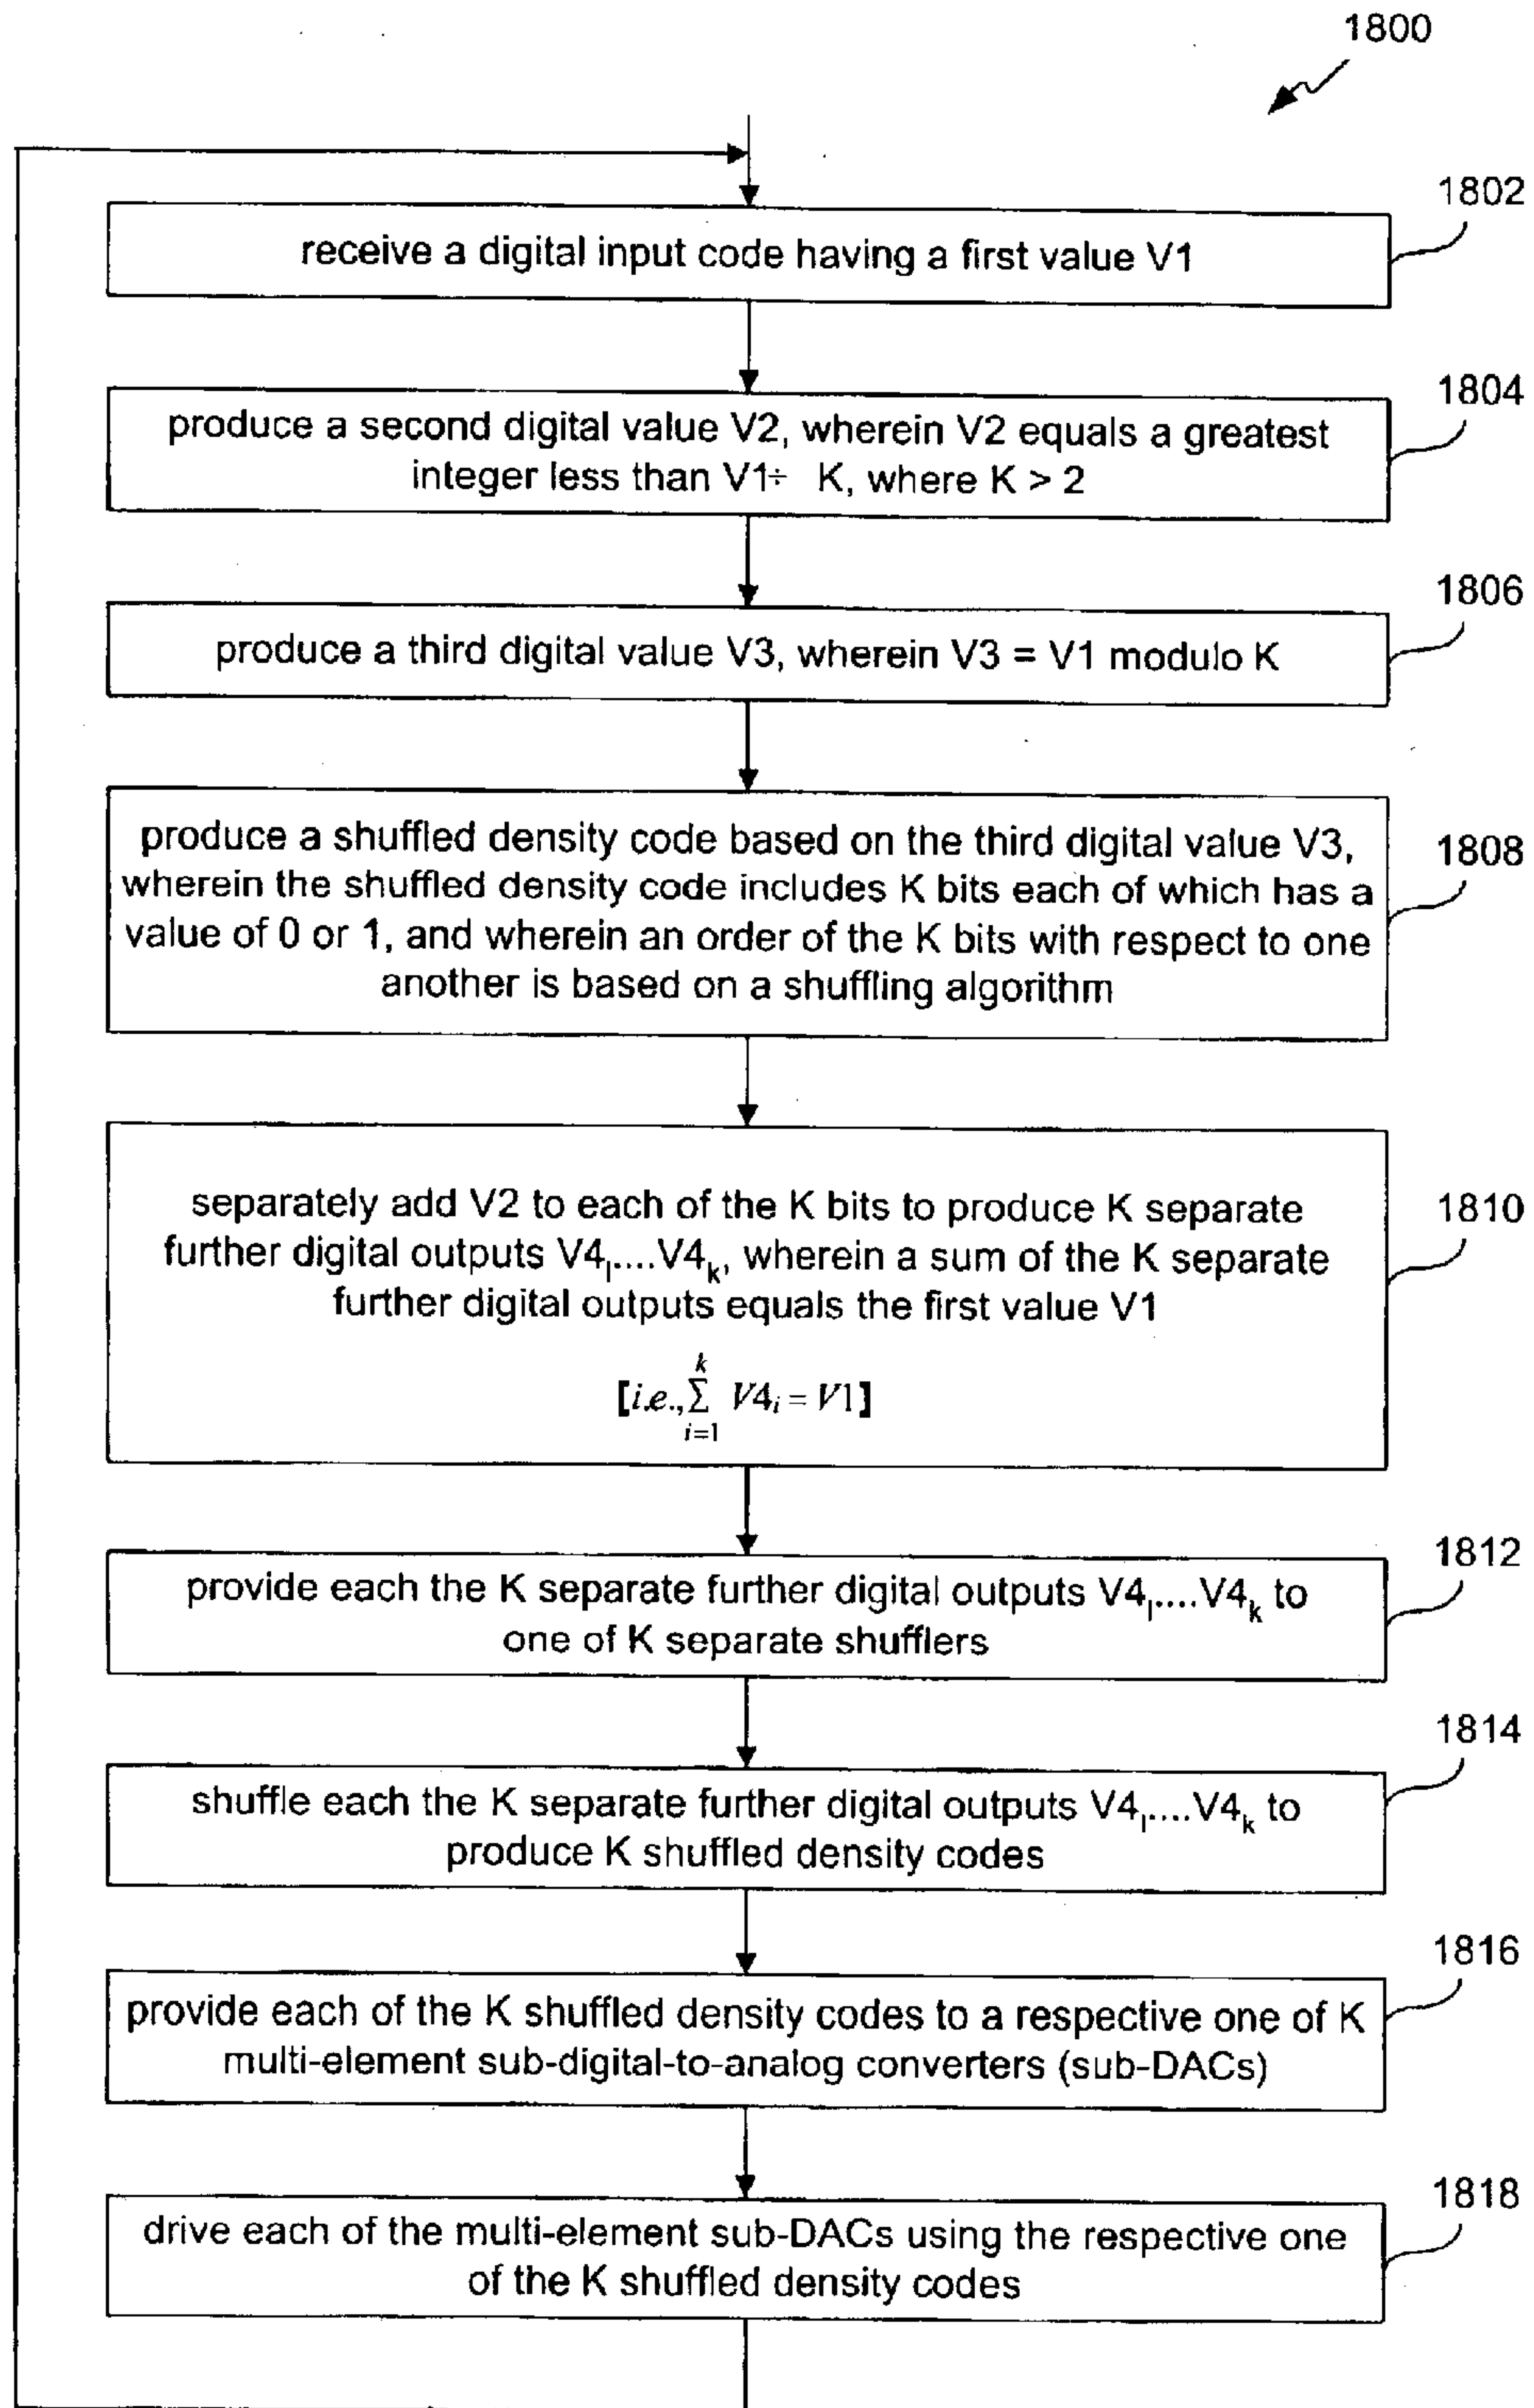 1800
1802
receive a digital input code having a first value V1
1804
produce a second digital value V2, wherein V2 equals a greatest
integer less than V1÷ K, where K > 2
1806
produce a third digital value V3, wherein V3 = V1 modulo K
1808
produce a shuffled density code based on the third digital value V3,
wherein the shuffled density code includes K bits each of which has a
value of 0 or 1, and wherein an order of the K bits with respect to one
another is based on a shuffling algorithm
1810
separately add V2 to each of the K bits to produce K separate
further digital outputs V4ı....V4ₖ, wherein a sum of the K separate
further digital outputs equals the first value V1
[i.e., ∑ᵢ₌₁ᵏ V4ᵢ = V1]
1812
provide each the K separate further digital outputs V4ı....V4ₖ to
one of K separate shufflers
1814
shuffle each the K separate further digital outputs V4ı....V4ₖ to
produce K shuffled density codes
1816
provide each of the K shuffled density codes to a respective one of K
multi-element sub-digital-to-analog converters (sub-DACs)
1818
drive each of the multi-element sub-DACs using the respective one
of the K shuffled density codes